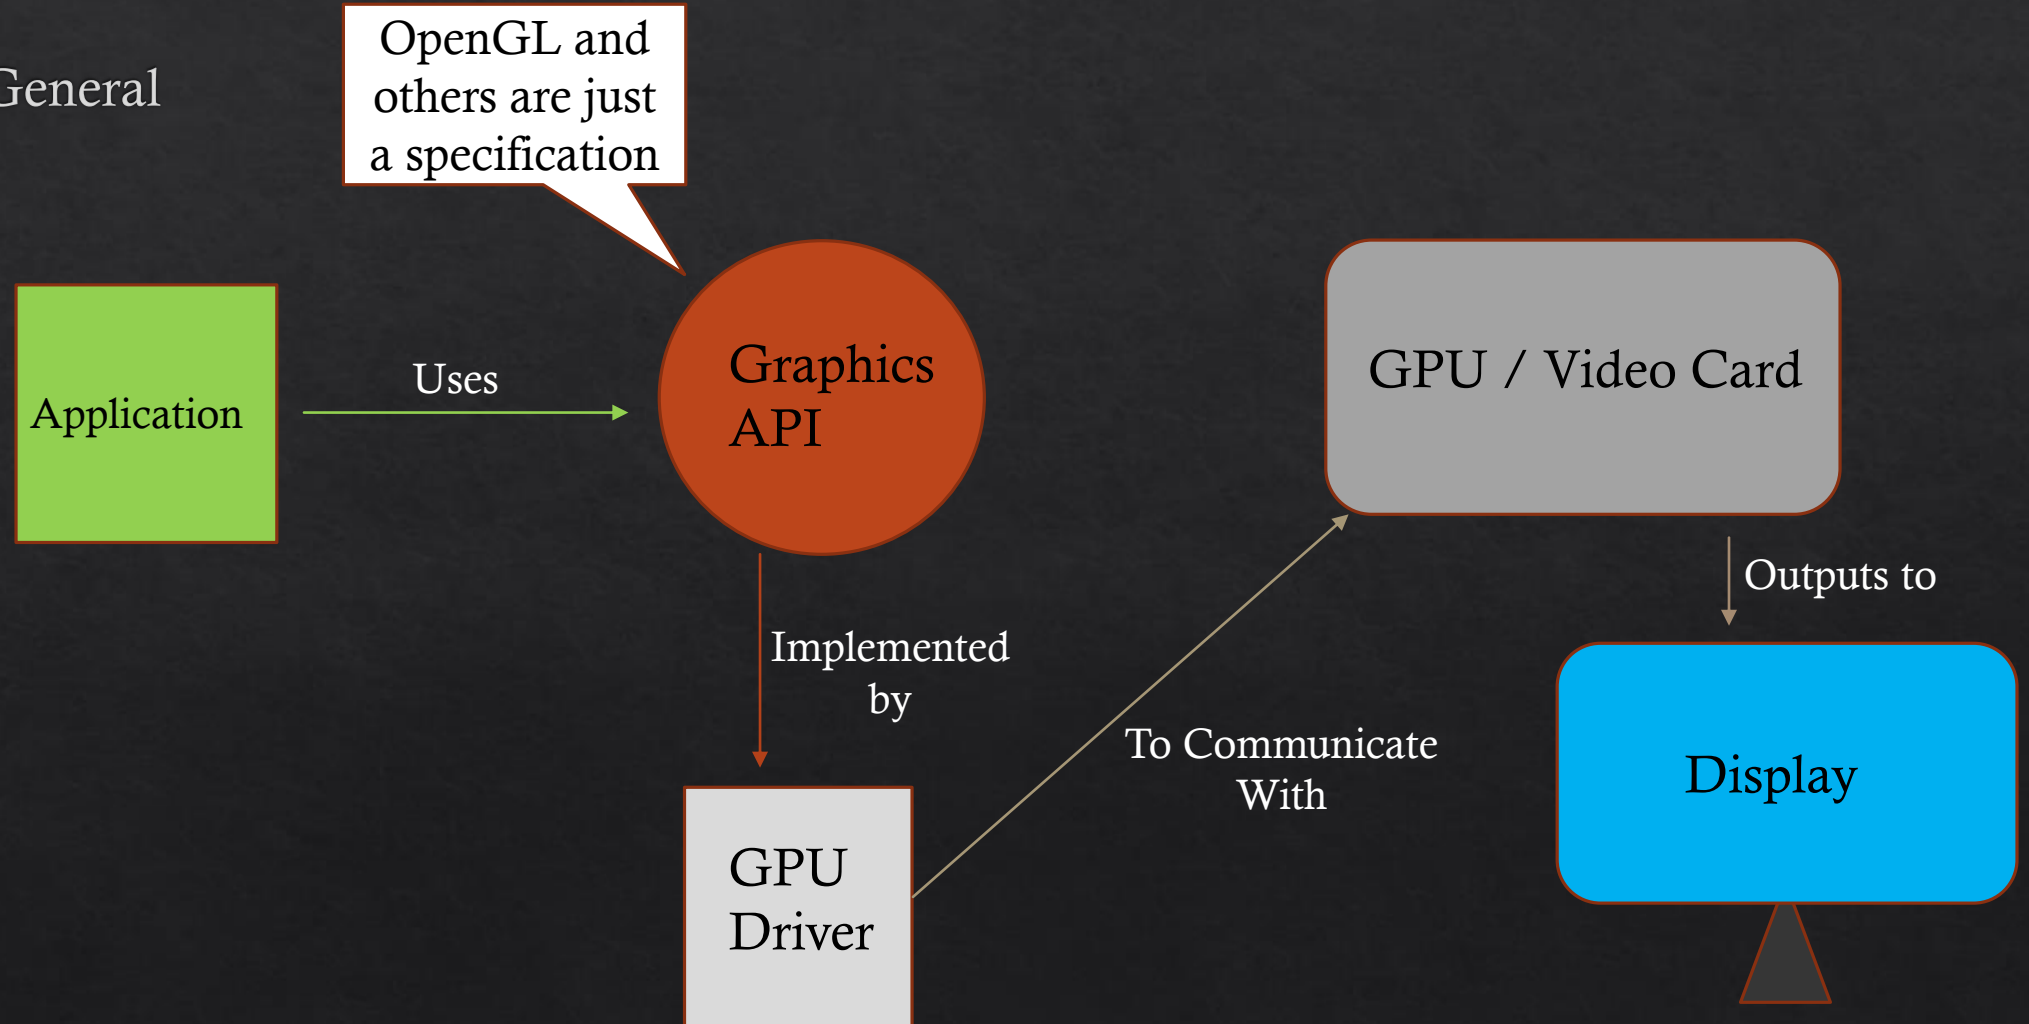 General
OpenGL and
others are just
a specification
Application
Uses
Graphics
API
GPU / Video Card
Implemented
by
Outputs to
To Communicate
With
Display
GPU
Driver